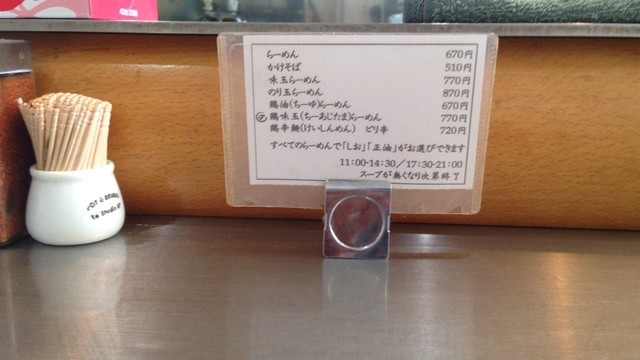 らーめん 670円
かけそば 510円
味玉らーめん 770円
のり玉らーめん 870円
鶏油(ちーゆ)らーめん 670円
鶏味玉(ちーあじたま)らーめん 770円
鶏辛麺(けいしんめん) ピリ辛 720円
すべてのらーめんで「しお」「正油」がお選びできます
11:00-14:30/17:30-21:00
スープが無くなり次第終了